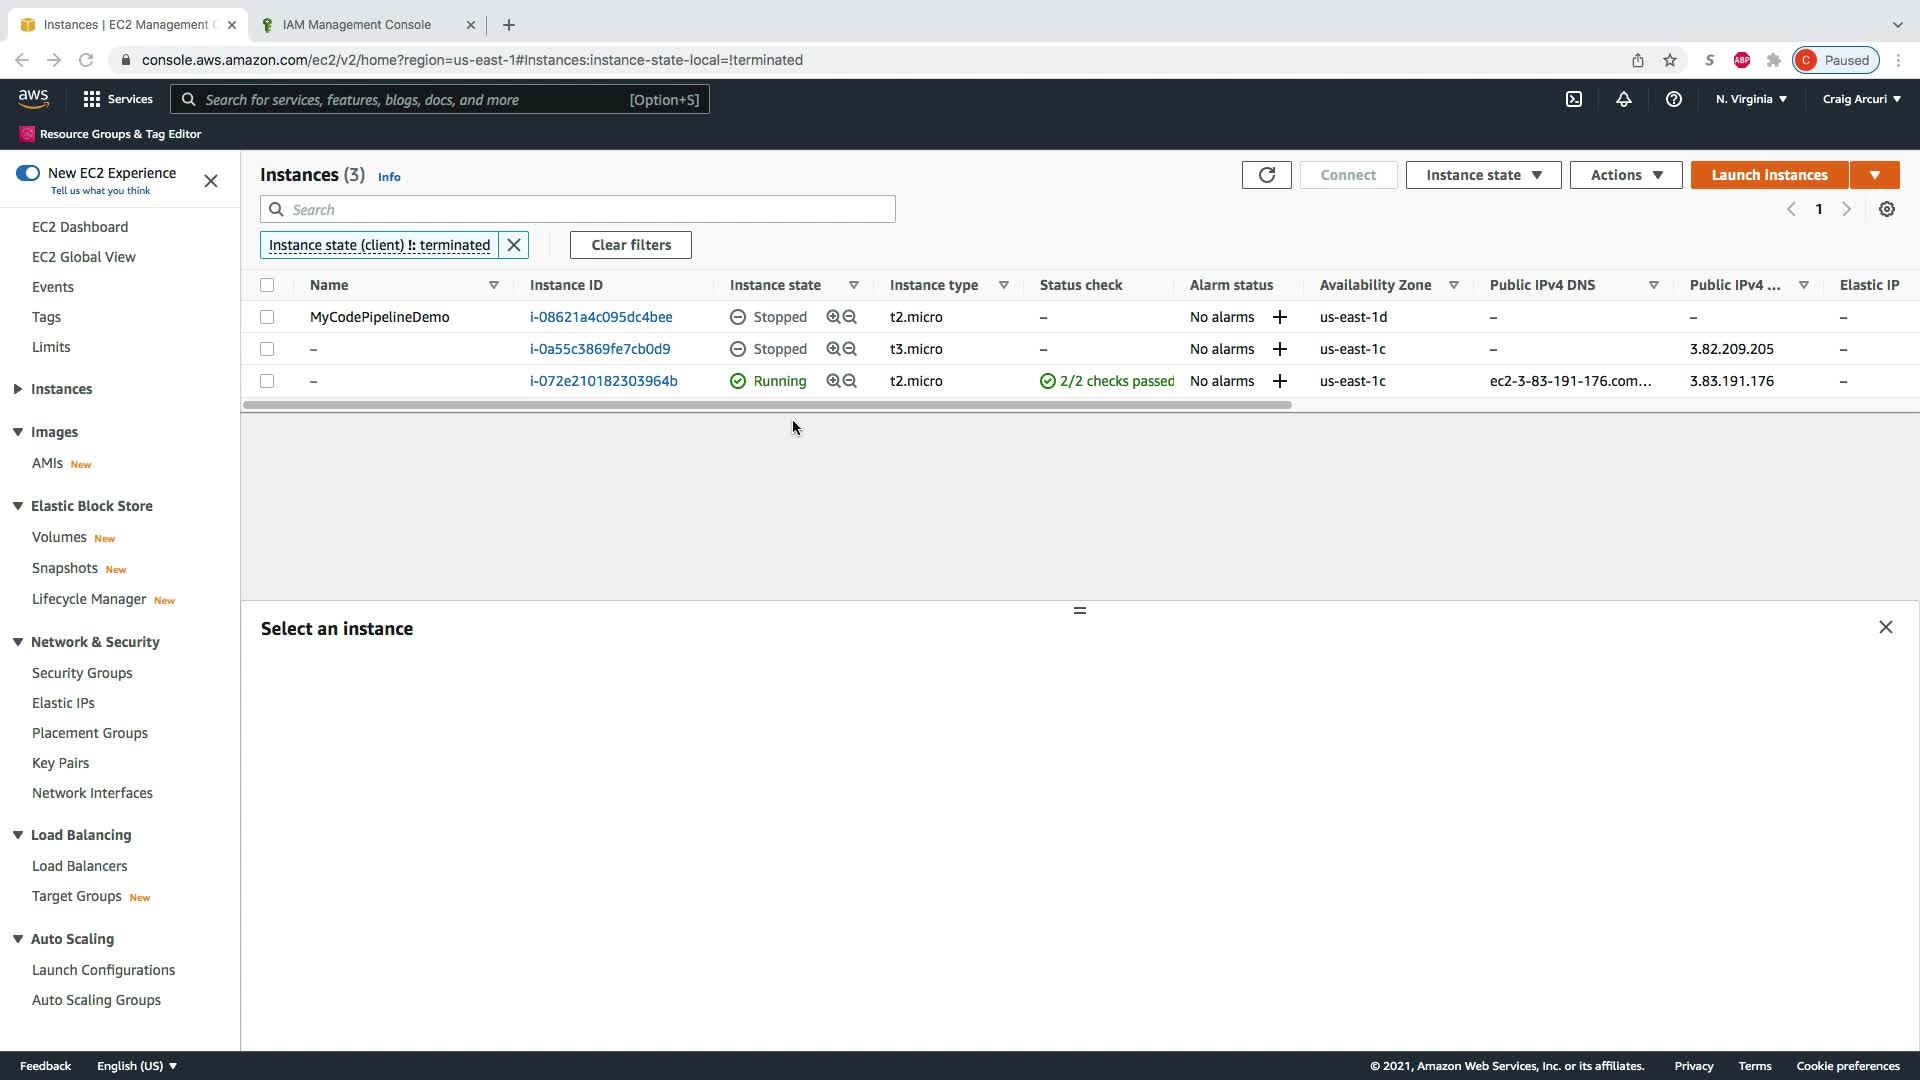 Instances | EC2 Management C
IAM Management Console
console.aws.amazon.com/ec2/v2/home?region=us-east-1#Instances:instance-state-local=!terminated
S
ABP
C Paused
aws
Services
Search for services, features, blogs, docs, and more [Option+S]
N. Virginia
Craig Arcuri
Resource Groups & Tag Editor
New EC2 Experience
Tell us what you think
EC2 Dashboard
EC2 Global View
Events
Tags
Limits
Instances
Images
AMIs New
Elastic Block Store
Volumes New
Snapshots New
Lifecycle Manager New
Network & Security
Security Groups
Elastic IPs
Placement Groups
Key Pairs
Network Interfaces
Load Balancing
Load Balancers
Target Groups New
Auto Scaling
Launch Configurations
Auto Scaling Groups
Instances (3) Info
Connect
Instance state
Actions
Launch Instances
Search
1
Instance state (client) !: terminated
Clear filters
Name Instance ID Instance state Instance type Status check Alarm status Availability Zone Public IPv4 DNS Public IPv4 ... Elastic IP
MyCodePipelineDemo i-08621a4c095dc4bee Stopped t2.micro – No alarms + us-east-1d – – –
– i-0a55c3869fe7cb0d9 Stopped t3.micro – No alarms + us-east-1c – 3.82.209.205 –
– i-072e210182303964b Running t2.micro 2/2 checks passed No alarms + us-east-1c ec2-3-83-191-176.com... 3.83.191.176 –
Select an instance
Feedback English (US)
© 2021, Amazon Web Services, Inc. or its affiliates. Privacy Terms Cookie preferences